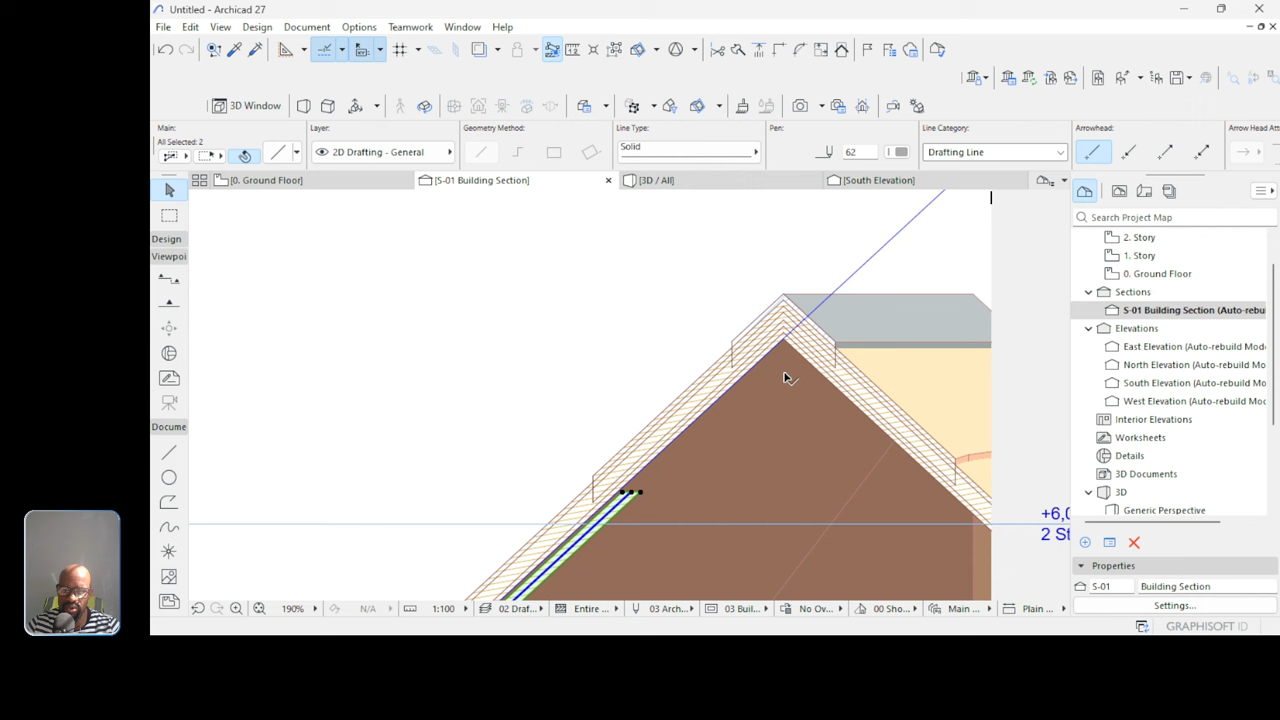 Untitled - Archicad 27
File Edit View Design Document Options Teamwork Window Help
3D Window
Main: Layer: Geometry Method: Line Type: Pen: Line Category: Arrowhead: Arrow Head Att
All Selected: 2
2D Drafting - General Solid 62 Drafting Line
[0. Ground Floor] [S-01 Building Section] [3D / All] [South Elevation]
Search Project Map
Design
Viewpoi
Docume
2. Story
1. Story
0. Ground Floor
Sections
S-01 Building Section (Auto-rebu
Elevations
East Elevation (Auto-rebuild Mode
North Elevation (Auto-rebuild Mo
South Elevation (Auto-rebuild Mo
West Elevation (Auto-rebuild Moc
Interior Elevations
Worksheets
Details
3D Documents
3D
Generic Perspective
+6,0
2 St
Properties
S-01 Building Section
Settings...
190% N/A 1:100 02 Draf... Entire ... 03 Arch... 03 Buil... No Ov... 00 Sho... Main ... Plain ...
GRAPHISOFT ID